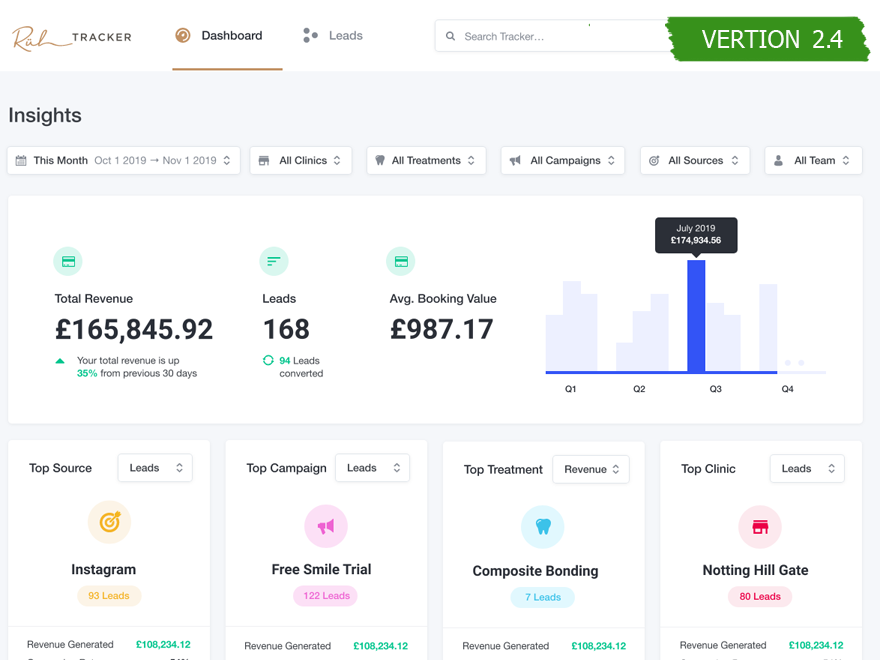 Rüh TRACKER
Dashboard
Leads
Search Tracker...
VERTION 2.4
Insights
This Month Oct 1 2019 → Nov 1 2019
All Clinics
All Treatments
All Campaigns
All Sources
All Team
Total Revenue
£165,845.92
Your total revenue is up
35% from previous 30 days
Leads
168
94 Leads
converted
Avg. Booking Value
£987.17
July 2019
£174,934.56
Q1 Q2 Q3 Q4
Top Source
Leads
Instagram
93 Leads
Revenue Generated £108,234.12
Top Campaign
Leads
Free Smile Trial
122 Leads
Revenue Generated £108,234.12
Top Treatment
Revenue
Composite Bonding
7 Leads
Revenue Generated £108,234.12
Top Clinic
Leads
Notting Hill Gate
80 Leads
Revenue Generated £108,234.12